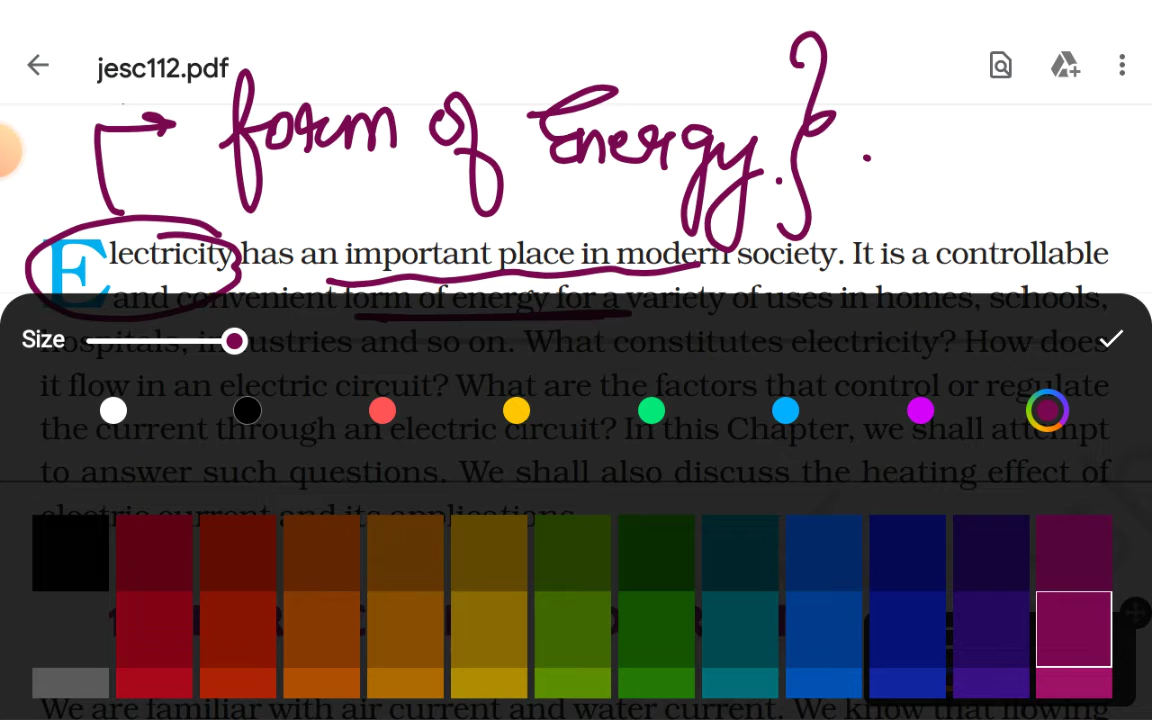 jesc112.pdf
form of Energy.}.
Electricity has an important place in modern society. It is a controllable
and convenient form of energy for a variety of uses in homes, schools,
Size
hospitals, industries and so on. What constitutes electricity? How does
it flow in an electric circuit? What are the factors that control or regulate
the current through electric circuit? In this Chapter, we shall attempt
to answer such questions. We shall also discuss the heating effect of
electric current and its applications.
We are familiar with air current and water current. We know that flowing